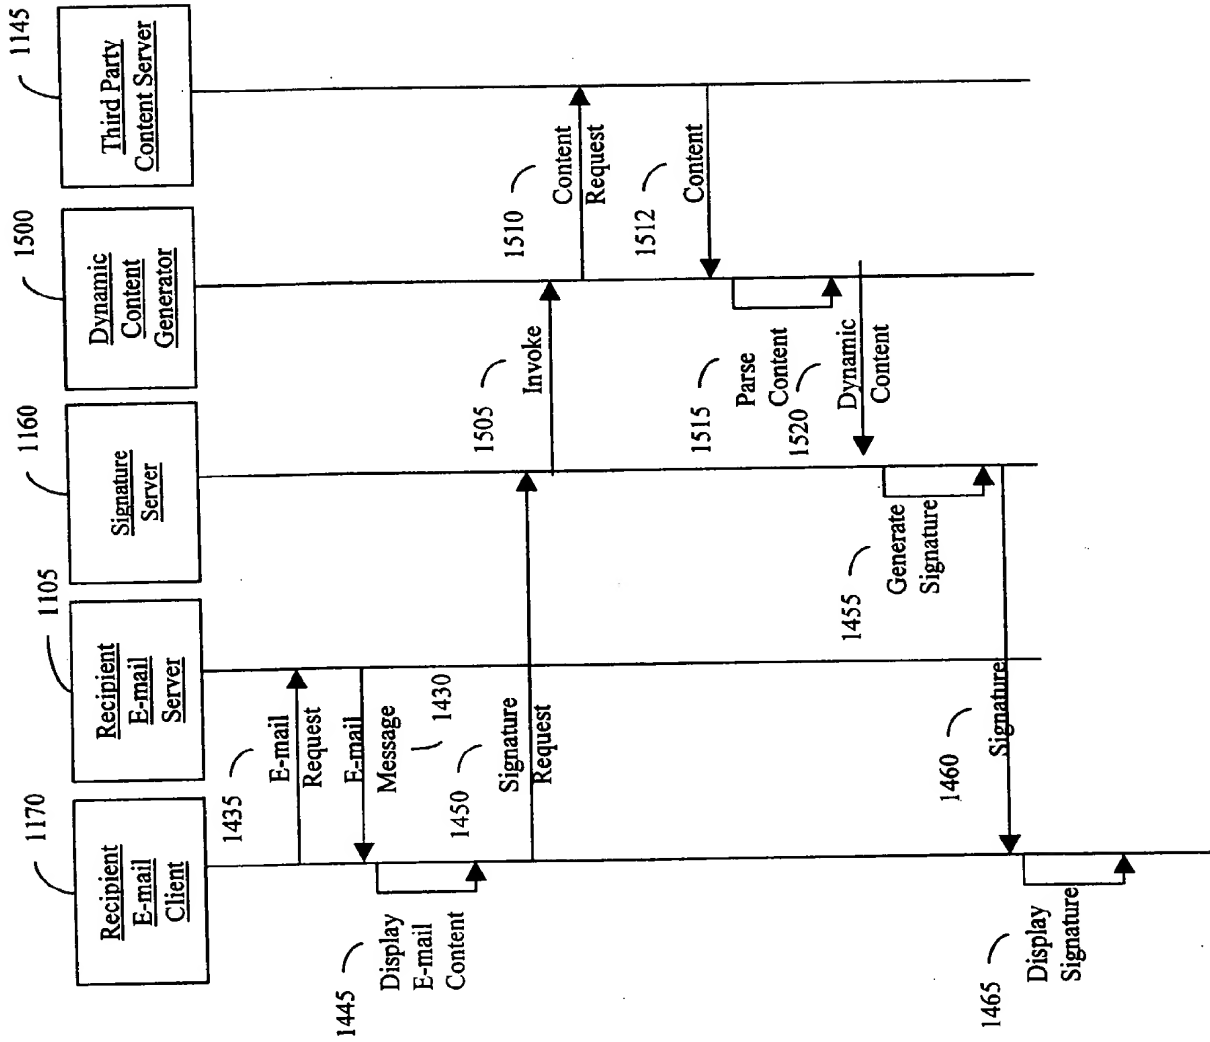 1170
Recipient
E-mail
Client
1105
Recipient
E-mail
Server
1160
Signature
Server
1500
Dynamic
Content
Generator
1145
Third Party
Content Server
1435
E-mail
Request
E-mail
Message
1430
1445
Display
E-mail
Content
1450
Signature
Request
1505
Invoke
1510
Content
Request
1512
Content
1515
Parse
Content
1520
Dynamic
Content
1455
Generate
Signature
1460
Signature
1465
Display
Signature